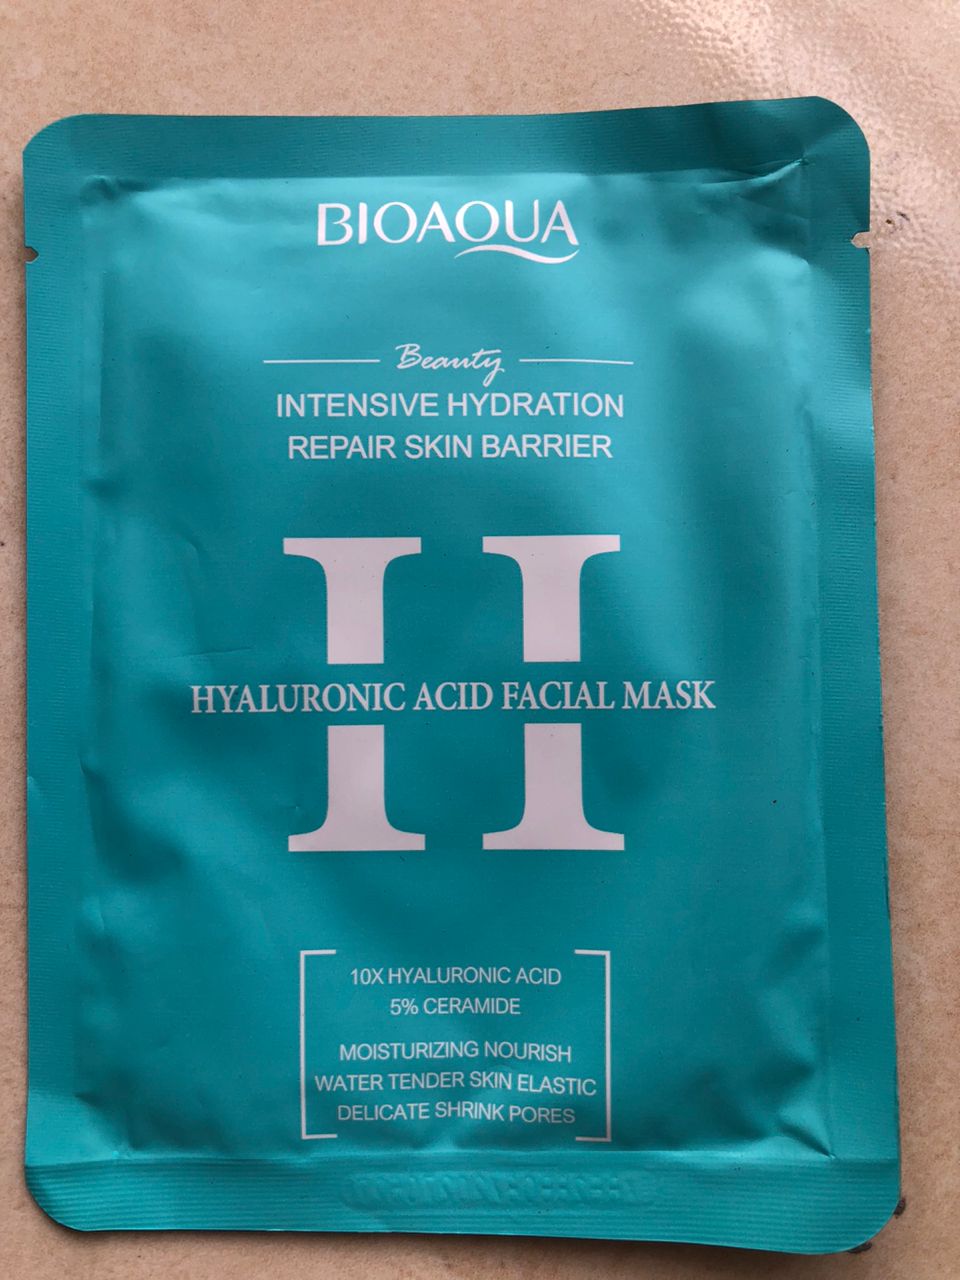 BIOAQUA
Beauty
INTENSIVE HYDRATION
REPAIR SKIN BARRIER
H
HYALURONIC ACID FACIAL MASK
10X HYALURONIC ACID
5% CERAMIDE
MOISTURIZING NOURISH
WATER TENDER SKIN ELASTIC
DELICATE SHRINK PORES